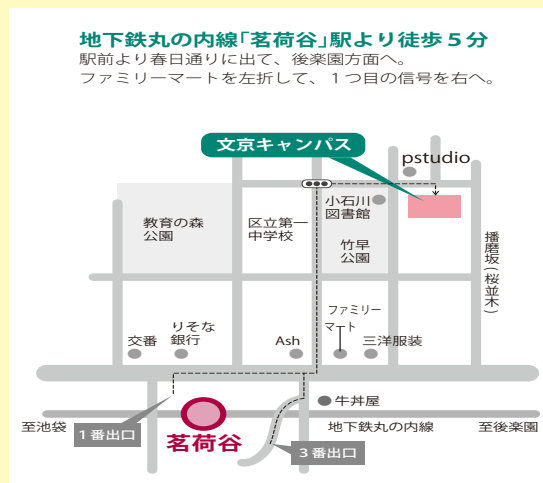 地下鉄丸の内線「茗荷谷」駅より徒歩５分
駅前より春日通りに出て、後楽園方面へ。
ファミリーマートを左折して、１つ目の信号を右へ。
文京キャンパス
pstudio
小石川
図書館
教育の森
公園
区立第一
中学校
竹早
公園
播磨坂(桜並木)
ファミリー
マート
りそな
銀行
交番
Ash
三洋服装
牛丼屋
至池袋
１番出口
茗荷谷
３番出口
地下鉄丸の内線
至後楽園